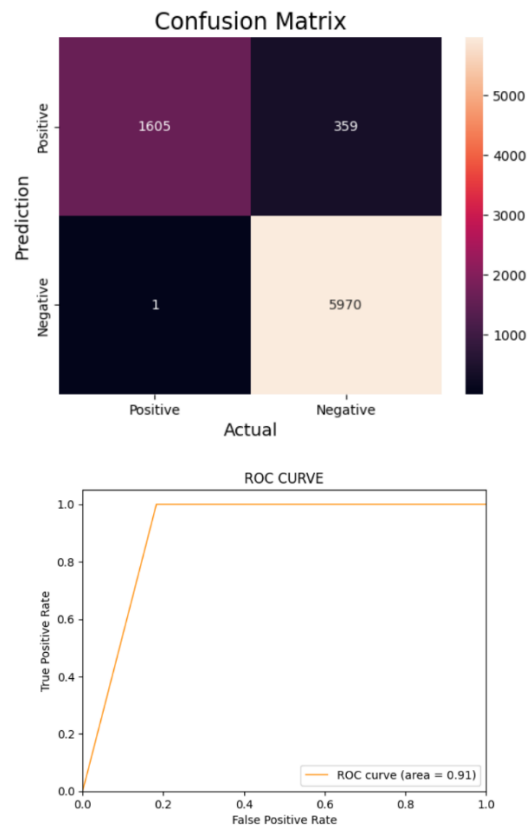 Confusion Matrix
Positive
1605
359
5000
4000
Prediction
3000
Negative
1
5970
2000
1000
Positive
Negative
Actual
ROC CURVE
1.0
0.8
0.6
True Positive Rate
0.4
0.2
ROC curve (area = 0.91)
0.0
0.0
0.2
0.4
0.6
0.8
1.0
False Positive Rate